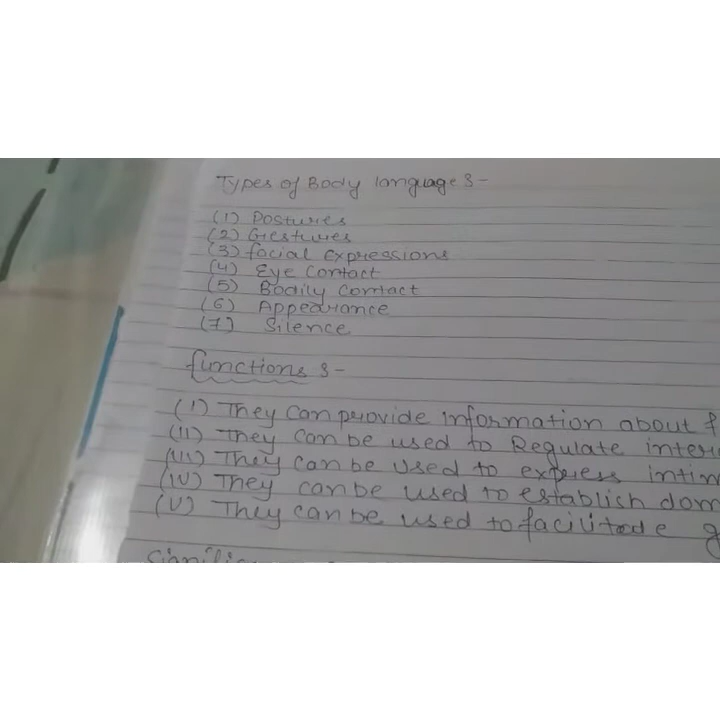 Types of Body language :-
(1) Postures
(2) Gestures
(3) facial expressions
(4) Eye Contact
(5) Bodily Contact
(6) Appearance
(7) Silence
functions :-
(I) They can provide information about
(II) They can be used to Regulate
(III) They can be used to express
(IV) They can be used to establish
(V) They can be used to facilitade